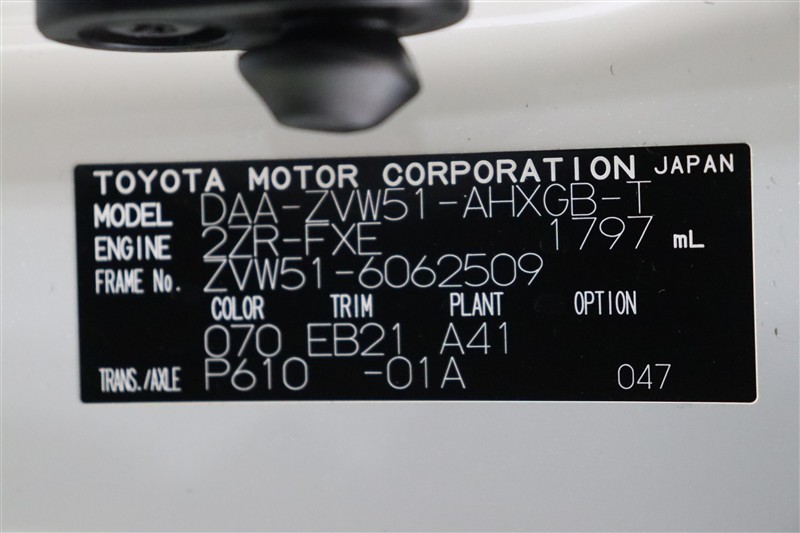 TOYOTA MOTOR CORPORATION JAPAN
MODEL DAA-ZVW51-AHXGB-T
ENGINE 2ZR-FXE 1797 mL
FRAME No. ZVW51-6062509
COLOR TRIM PLANT OPTION
070 EB21 A41
TRANS./AXLE P610 -01A 047